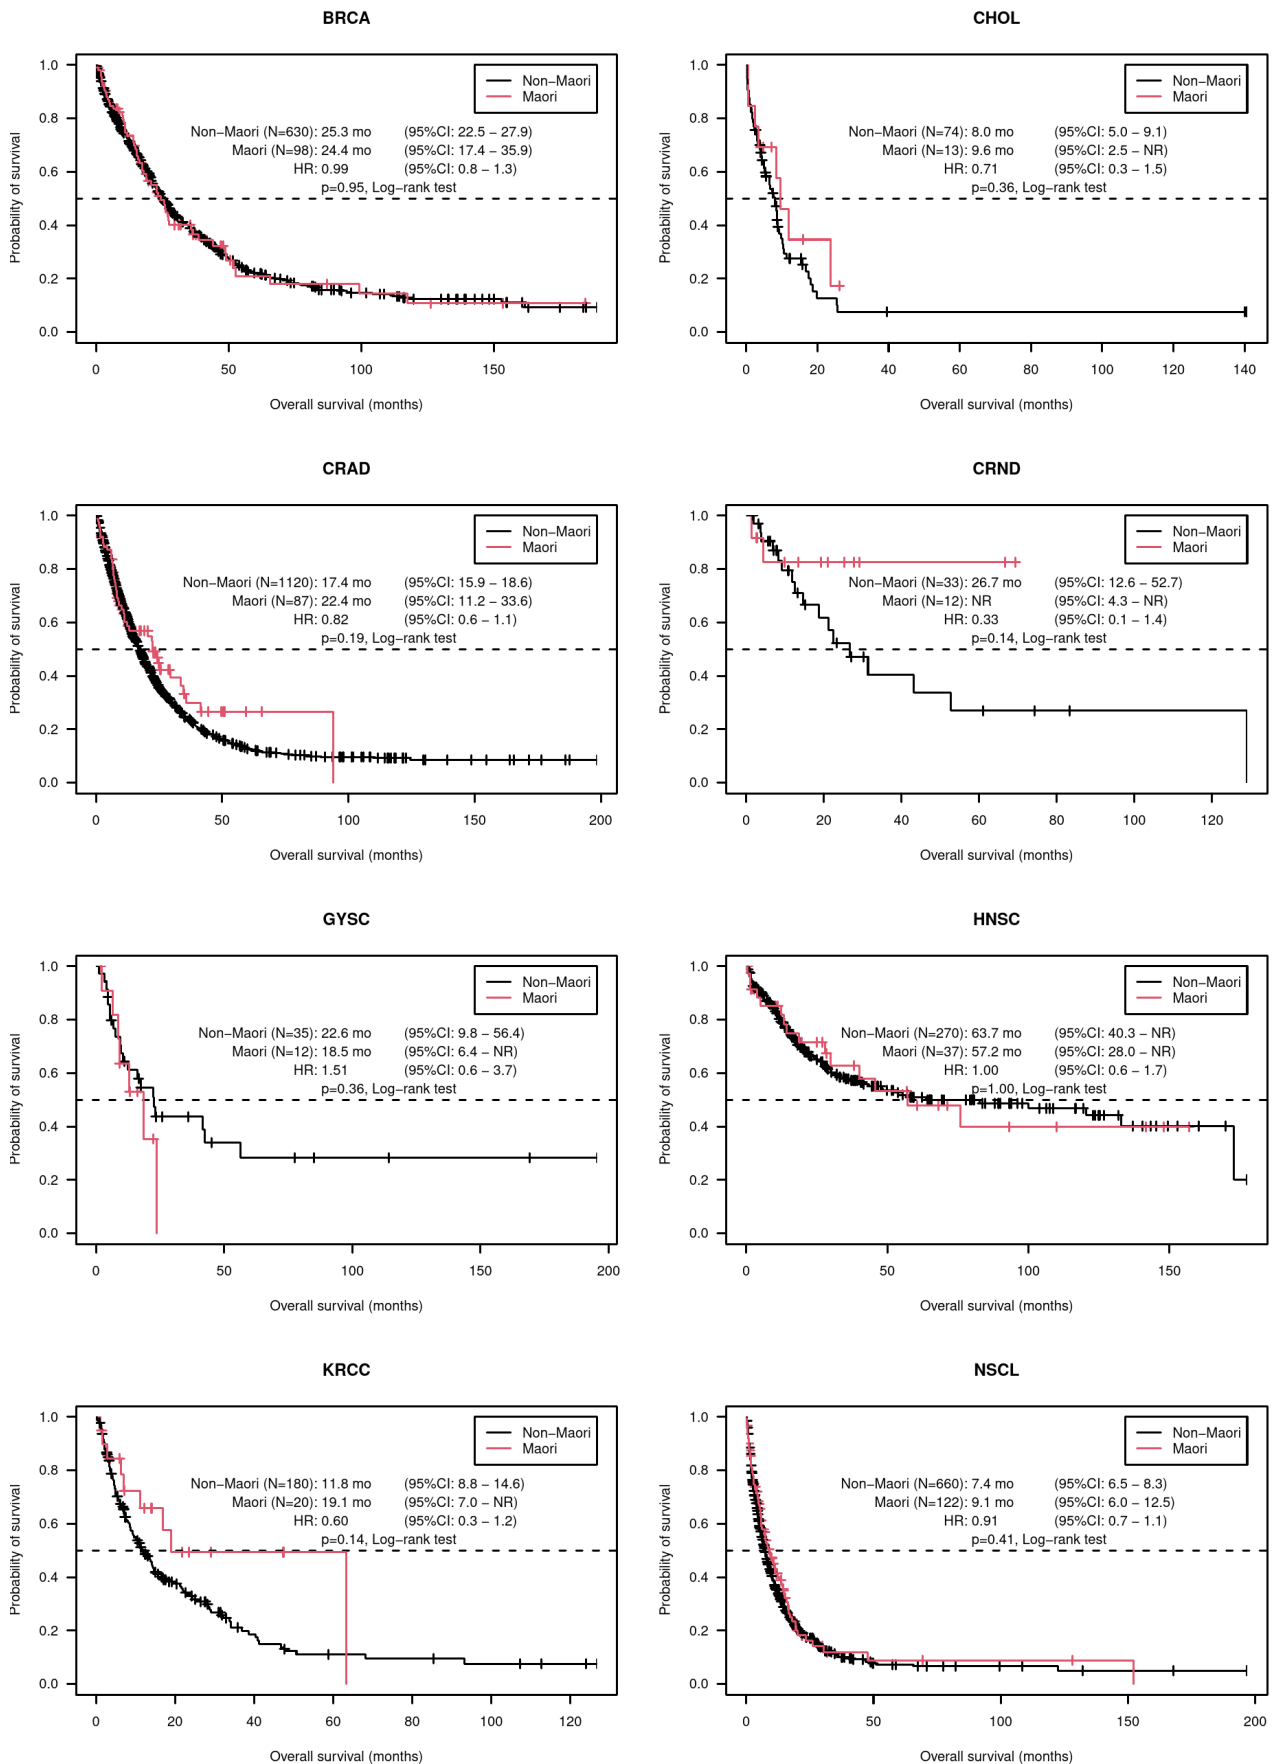 BRCA
Probability of survival
1.0
0.8
0.6
0.4
0.2
0.0
Non−Maori
Maori
Non−Maori (N=630): 25.3 mo (95%CI: 22.5 − 27.9)
Maori (N=98): 24.4 mo (95%CI: 17.4 − 35.9)
HR: 0.99 (95%CI: 0.8 − 1.3)
p=0.95, Log−rank test
0 50 100 150
Overall survival (months)
CHOL
Probability of survival
1.0
0.8
0.6
0.4
0.2
0.0
Non−Maori
Maori
Non−Maori (N=74): 8.0 mo (95%CI: 5.0 − 9.1)
Maori (N=13): 9.6 mo (95%CI: 2.5 − NR)
HR: 0.71 (95%CI: 0.3 − 1.5)
p=0.36, Log−rank test
0 20 40 60 80 100 120 140
Overall survival (months)
CRAD
Probability of survival
1.0
0.8
0.6
0.4
0.2
0.0
Non−Maori
Maori
Non−Maori (N=1120): 17.4 mo (95%CI: 15.9 − 18.6)
Maori (N=87): 22.4 mo (95%CI: 11.2 − 33.6)
HR: 0.82 (95%CI: 0.6 − 1.1)
p=0.19, Log−rank test
0 50 100 150 200
Overall survival (months)
CRND
Probability of survival
1.0
0.8
0.6
0.4
0.2
0.0
Non−Maori
Maori
Non−Maori (N=33): 26.7 mo (95%CI: 12.6 − 52.7)
Maori (N=12): NR (95%CI: 4.3 − NR)
HR: 0.33 (95%CI: 0.1 − 1.4)
p=0.14, Log−rank test
0 20 40 60 80 100 120
Overall survival (months)
GYSC
Probability of survival
1.0
0.8
0.6
0.4
0.2
0.0
Non−Maori
Maori
Non−Maori (N=35): 22.6 mo (95%CI: 9.8 − 56.4)
Maori (N=12): 18.5 mo (95%CI: 6.4 − NR)
HR: 1.51 (95%CI: 0.6 − 3.7)
p=0.36, Log−rank test
0 50 100 150 200
Overall survival (months)
HNSC
Probability of survival
1.0
0.8
0.6
0.4
0.2
0.0
Non−Maori
Maori
Non−Maori (N=270): 63.7 mo (95%CI: 40.3 − NR)
Maori (N=37): 57.2 mo (95%CI: 28.0 − NR)
HR: 1.00 (95%CI: 0.6 − 1.7)
p=1.00, Log−rank test
0 50 100 150
Overall survival (months)
KRCC
Probability of survival
1.0
0.8
0.6
0.4
0.2
0.0
Non−Maori
Maori
Non−Maori (N=180): 11.8 mo (95%CI: 8.8 − 14.6)
Maori (N=20): 19.1 mo (95%CI: 7.0 − NR)
HR: 0.60 (95%CI: 0.3 − 1.2)
p=0.14, Log−rank test
0 20 40 60 80 100 120
Overall survival (months)
NSCL
Probability of survival
1.0
0.8
0.6
0.4
0.2
0.0
Non−Maori
Maori
Non−Maori (N=660): 7.4 mo (95%CI: 6.5 − 8.3)
Maori (N=122): 9.1 mo (95%CI: 6.0 − 12.5)
HR: 0.91 (95%CI: 0.7 − 1.1)
p=0.41, Log−rank test
0 50 100 150 200
Overall survival (months)